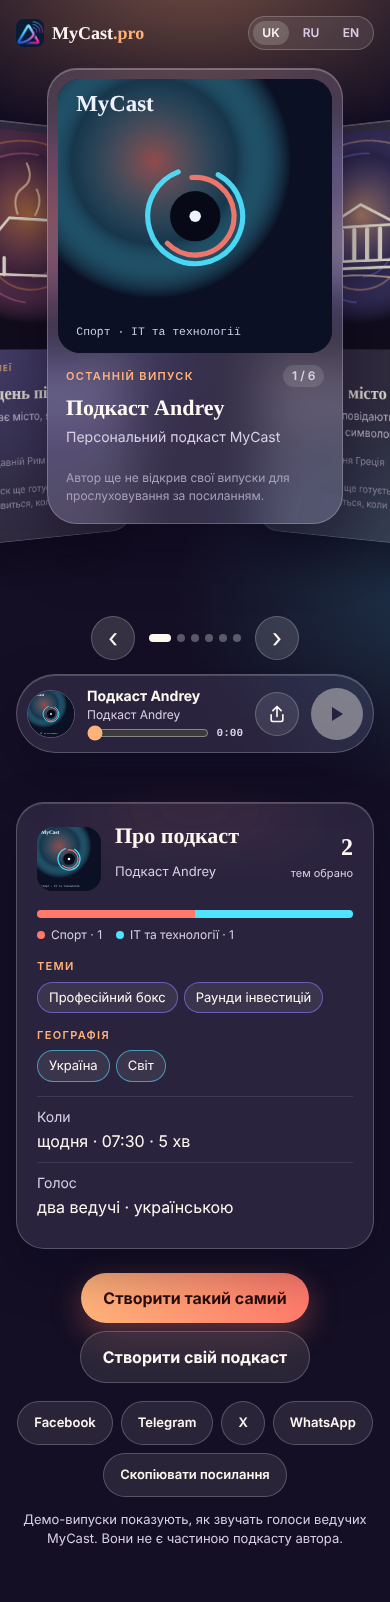 MyCast.pro
UK RU EN
MyCast
Спорт · IT та технології
ОСТАННІЙ ВИПУСК
1 / 6
Подкаст Andrey
Персональний подкаст MyCast
Автор ще не відкрив свої випуски для
прослуховування за посиланням.
місто
Подкаст Andrey
Подкаст Andrey
0:00
Про подкаст
Подкаст Andrey
2
тем обрано
Спорт · 1
IT та технології · 1
ТЕМИ
Професійний бокс
Раунди інвестицій
ГЕОГРАФІЯ
Україна
Світ
Коли
щодня · 07:30 · 5 хв
Голос
два ведучі · українською
Створити такий самий
Створити свій подкаст
Facebook
Telegram
X
WhatsApp
Скопіювати посилання
Демо-випуски показують, як звучать голоси ведучих
MyCast. Вони не є частиною подкасту автора.